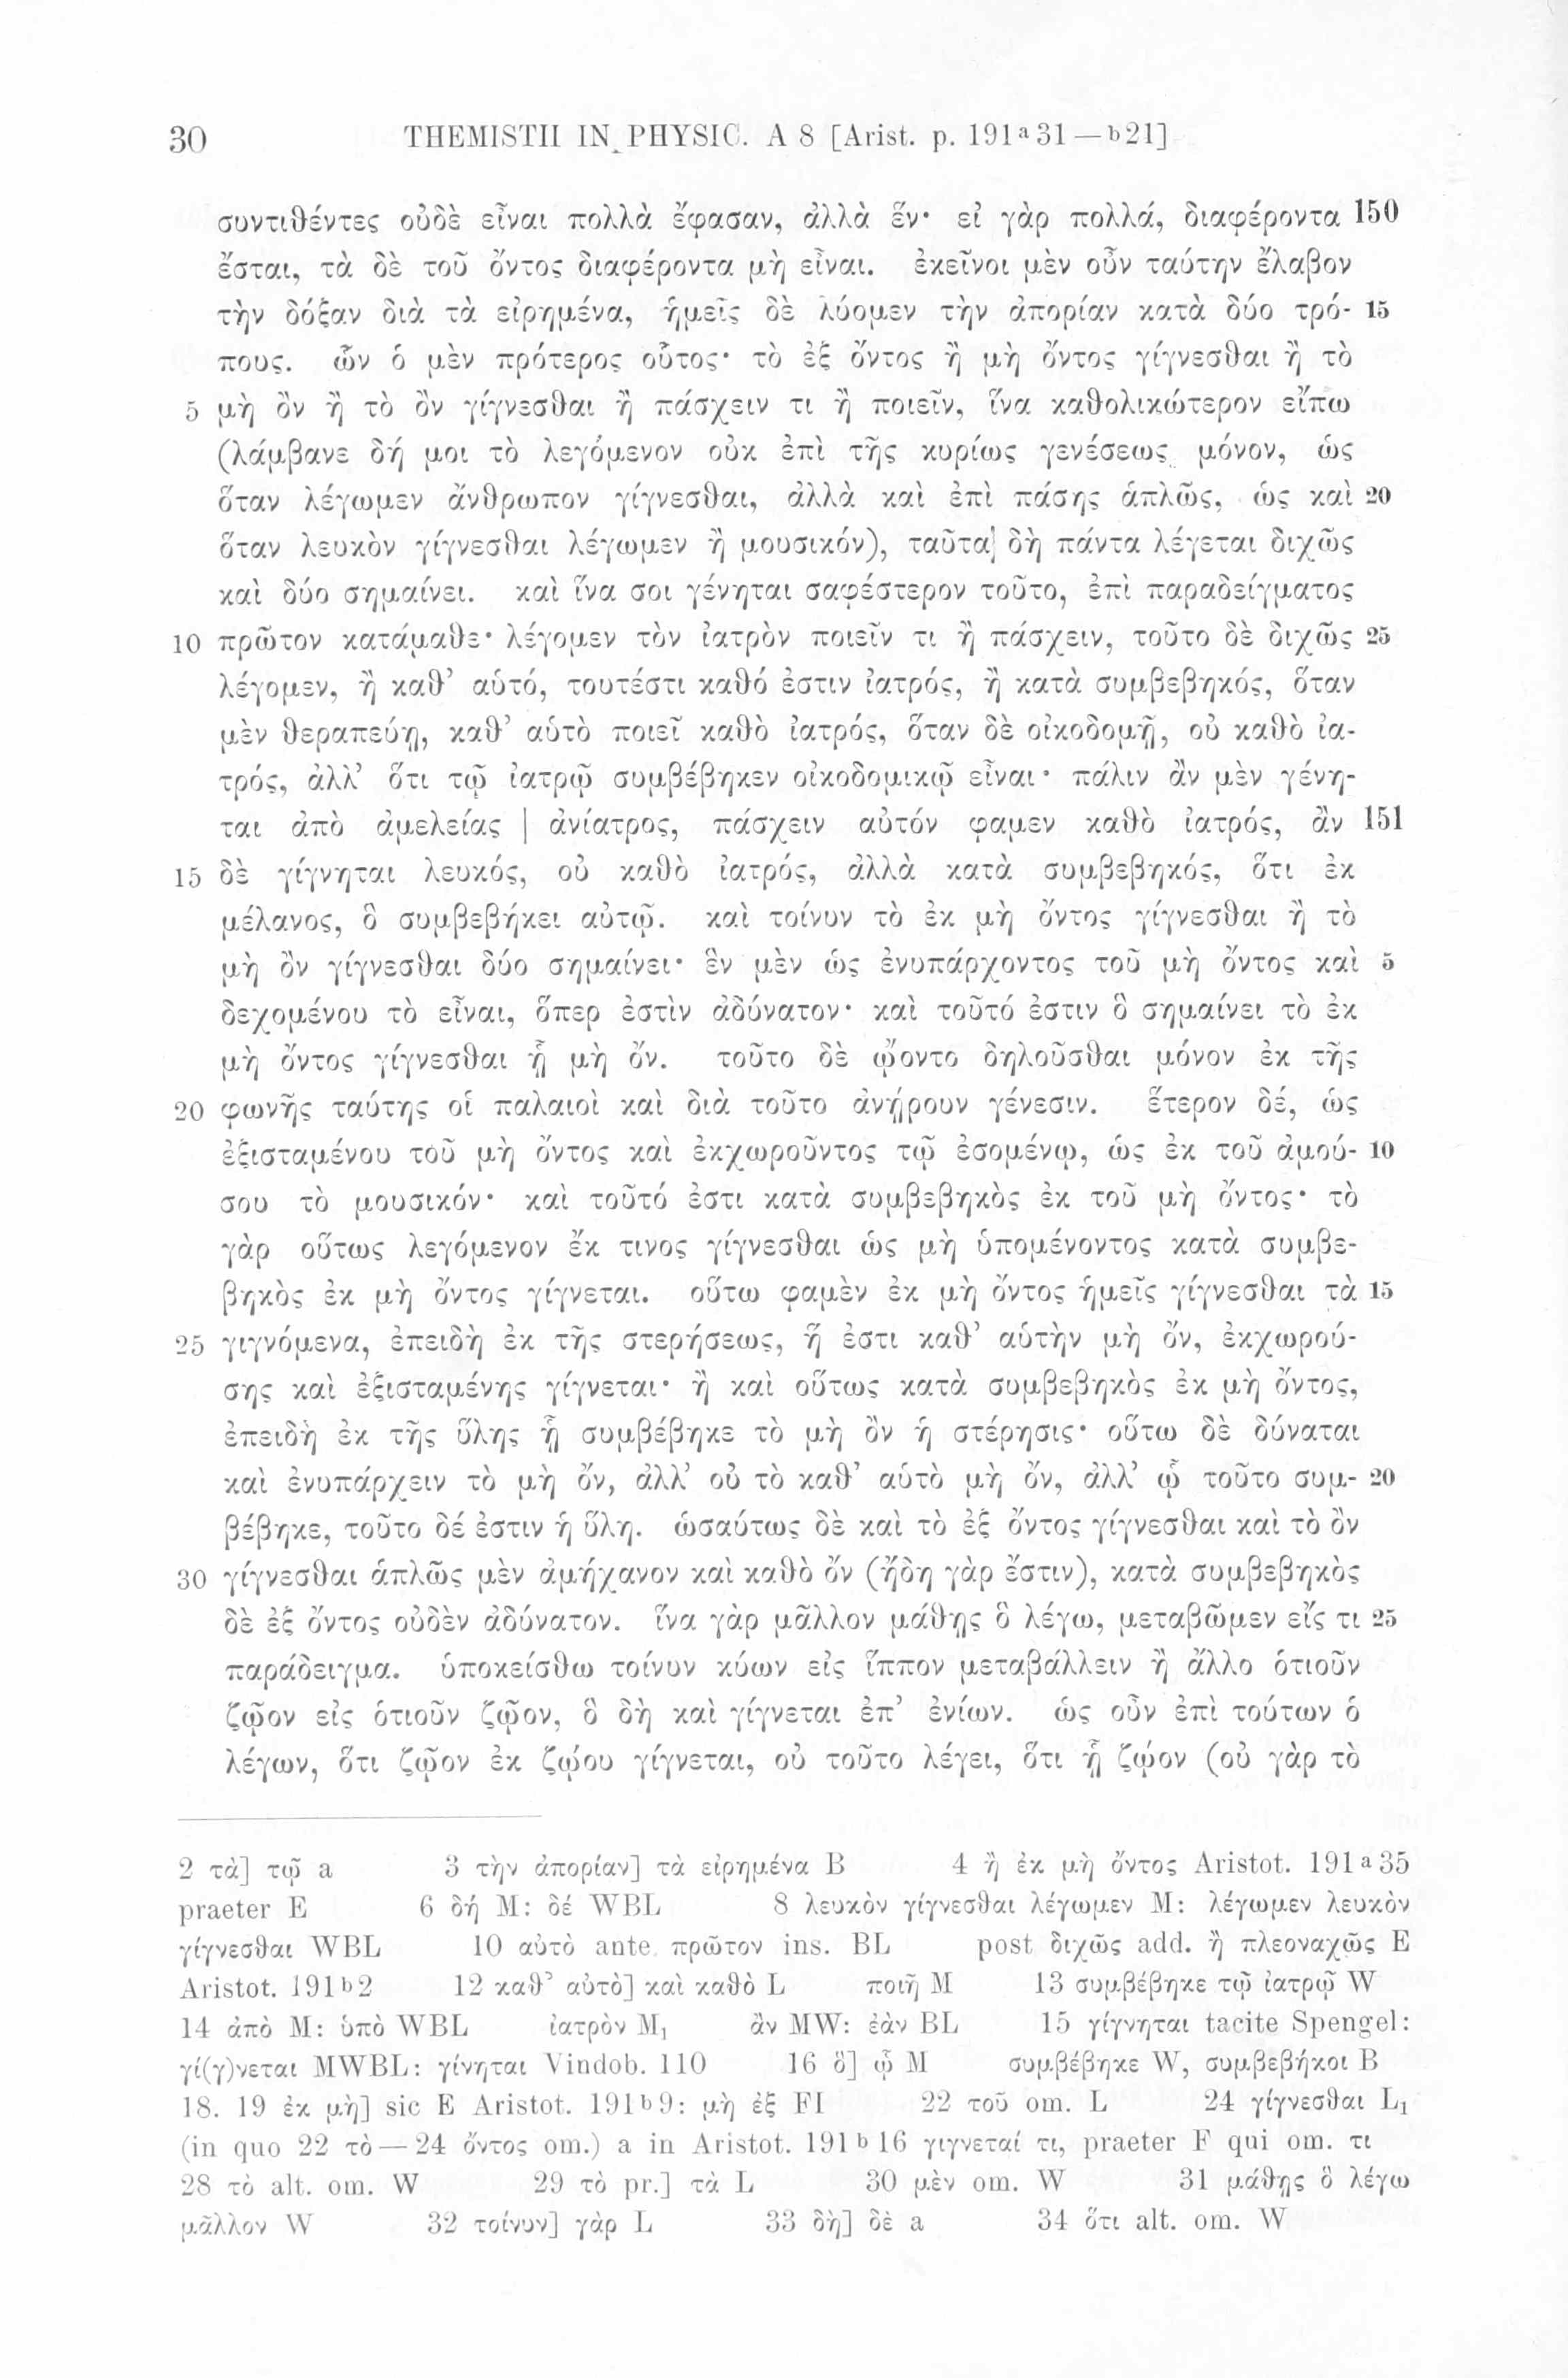 30 THEMISTII IN PHYSIC. A 8 [Arist. p. 191ᵃ31—ᵇ21]
συντιθέντες οὐδὲ εἶναι πολλὰ ἔφασαν, ἀλλὰ ἕν· εἰ γὰρ πολλά, διαφέροντα 150
ἔσται, τὰ δὲ τοῦ ὄντος διαφέροντα μὴ εἶναι. ἐκεῖνοι μὲν οὖν ταύτην ἔλαβον
τὴν δόξαν διὰ τὰ εἰρημένα, ἡμεῖς δὲ λύομεν τὴν ἀπορίαν κατὰ δύο τρό- 15
πους. ὧν ὁ μὲν πρότερος οὗτος· τὸ ἐξ ὄντος ἢ μὴ ὄντος γίγνεσθαι ἢ τὸ
5 μὴ ὂν ἢ τὸ ὂν γίγνεσθαι ἢ πάσχειν τι ἢ ποιεῖν, ἵνα καθολικώτερον εἴπω
(λάμβανε δή μοι τὸ λεγόμενον οὐκ ἐπὶ τῆς κυρίως γενέσεως μόνον, ὡς
ὅταν λέγωμεν ἄνθρωπον γίγνεσθαι, ἀλλὰ καὶ ἐπὶ πάσης ἁπλῶς, ὡς καὶ 20
ὅταν λευκὸν γίγνεσθαι λέγωμεν ἢ μουσικόν), ταῦτα δὴ πάντα λέγεται διχῶς
καὶ δύο σημαίνει. καὶ ἵνα σοι γένηται σαφέστερον τοῦτο, ἐπὶ παραδείγματος
10 πρῶτον κατάμαθε· λέγομεν τὸν ἰατρὸν ποιεῖν τι ἢ πάσχειν, τοῦτο δὲ διχῶς 25
λέγομεν, ἢ καθ’ αὑτό, τουτέστι καθό ἐστιν ἰατρός, ἢ κατὰ συμβεβηκός, ὅταν
μὲν θεραπεύῃ, καθ’ αὑτὸ ποιεῖ καθὸ ἰατρός, ὅταν δὲ οἰκοδομῇ, οὐ καθὸ ἰα-
τρός, ἀλλ’ ὅτι τῷ ἰατρῷ συμβέβηκεν οἰκοδομικῷ εἶναι· πάλιν ἂν μὲν γένη-
ται ἀπὸ ἀμελείας | ἀνίατρος, πάσχειν αὐτόν φαμεν καθὸ ἰατρός, ἂν 151
15 δὲ γίγνηται λευκός, οὐ καθὸ ἰατρός, ἀλλὰ κατὰ συμβεβηκός, ὅτι ἐκ
μέλανος, ὃ συμβεβήκει αὐτῷ. καὶ τοίνυν τὸ ἐκ μὴ ὄντος γίγνεσθαι ἢ τὸ
μὴ ὂν γίγνεσθαι δύο σημαίνει· ἓν μὲν ὡς ἐνυπάρχοντος τοῦ μὴ ὄντος καὶ 5
δεχομένου τὸ εἶναι, ὅπερ ἐστὶν ἀδύνατον· καὶ τοῦτό ἐστιν ὃ σημαίνει τὸ ἐκ
μὴ ὄντος γίγνεσθαι ᾗ μὴ ὄν. τοῦτο δὲ ᾤοντο δηλοῦσθαι μόνον ἐκ τῆς
20 φωνῆς ταύτης οἱ παλαιοὶ καὶ διὰ τοῦτο ἀνῄρουν γένεσιν. ἕτερον δέ, ὡς
ἐξισταμένου τοῦ μὴ ὄντος καὶ ἐκχωροῦντος τῷ ἐσομένῳ, ὡς ἐκ τοῦ ἀμού- 10
σου τὸ μουσικόν· καὶ τοῦτό ἐστι κατὰ συμβεβηκὸς ἐκ τοῦ μὴ ὄντος· τὸ
γὰρ οὕτως λεγόμενον ἔκ τινος γίγνεσθαι ὡς μὴ ὑπομένοντος κατὰ συμβε-
βηκὸς ἐκ μὴ ὄντος γίγνεται. οὕτω φαμὲν ἐκ μὴ ὄντος ἡμεῖς γίγνεσθαι τὰ 15
25 γιγνόμενα, ἐπειδὴ ἐκ τῆς στερήσεως, ἥ ἐστι καθ’ αὑτὴν μὴ ὄν, ἐκχωρού-
σης καὶ ἐξισταμένης γίγνεται· ἢ καὶ οὕτως κατὰ συμβεβηκὸς ἐκ μὴ ὄντος,
ἐπειδὴ ἐκ τῆς ὕλης ᾗ συμβέβηκε τὸ μὴ ὂν ἡ στέρησις· οὕτω δὲ δύναται
καὶ ἐνυπάρχειν τὸ μὴ ὄν, ἀλλ’ οὐ τὸ καθ’ αὑτὸ μὴ ὄν, ἀλλ’ ᾧ τοῦτο συμ- 20
βέβηκε, τοῦτο δέ ἐστιν ἡ ὕλη. ὡσαύτως δὲ καὶ τὸ ἐξ ὄντος γίγνεσθαι καὶ τὸ ὂν
30 γίγνεσθαι ἁπλῶς μὲν ἀμήχανον καὶ καθὸ ὄν (ἤδη γὰρ ἔστιν), κατὰ συμβεβηκὸς
δὲ ἐξ ὄντος οὐδὲν ἀδύνατον. ἵνα γὰρ μᾶλλον μάθῃς ὃ λέγω, μεταβῶμεν εἴς τι 25
παράδειγμα. ὑποκείσθω τοίνυν κύων εἰς ἵππον μεταβάλλειν ἢ ἄλλο ὁτιοῦν
ζῷον εἰς ὁτιοῦν ζῷον, ὃ δὴ καὶ γίγνεται ἐπ’ ἐνίων. ὡς οὖν ἐπὶ τούτων ὁ
λέγων, ὅτι ζῷον ἐκ ζῴου γίγνεται, οὐ τοῦτο λέγει, ὅτι ᾗ ζῷον (οὐ γὰρ τὸ
2 τὰ] τῷ a 3 τὴν ἀπορίαν] τὰ εἰρημένα B 4 ἢ ἐκ μὴ ὄντος Aristot. 191ᵃ35
praeter E 6 δή M: δέ WBL 8 λευκὸν γίγνεσθαι λέγωμεν M: λέγωμεν λευκὸν
γίγνεσθαι WBL 10 αὐτὸ ante πρῶτον ins. BL post διχῶς add. ἢ πλεοναχῶς E
Aristot. 191ᵇ2 12 καθ’ αὑτὸ] καὶ καθὸ L ποιῇ M 13 συμβέβηκε τῷ ἰατρῷ W
14 ἀπὸ M: ὑπὸ WBL ἰατρὸν M₁ ἂν MW: ἐὰν BL 15 γίγνηται tacite Spengel:
γί(γ)νεται MWBL: γίνηται Vindob. 110 16 ὃ] ᾧ M συμβέβηκε W, συμβεβήκοι B
18. 19 ἐκ μὴ] sic E Aristot. 191ᵇ9: μὴ ἐξ FI 22 τοῦ om. L 24 γίγνεσθαι L₁
(in quo 22 τὸ—24 ὄντος om.) a in Aristot. 191ᵇ16 γιγνεταί τι, praeter F qui om. τι
28 τὸ alt. om. W 29 τὸ pr.] τὰ L 30 μὲν om. W 31 μάθῃς ὃ λέγω
μᾶλλον W 32 τοίνυν] γὰρ L 33 δὴ] δὲ a 34 ὅτι alt. om. W